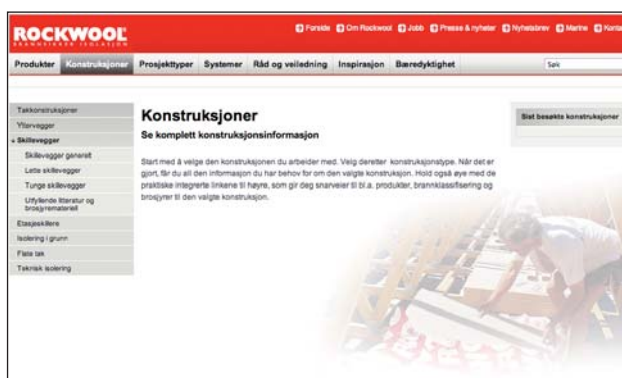 ROCKWOOL
BRANNSIKKER ISOLASJON
Forside Om Rockwool Jobb Presse & nyheter Nyhetsbrev Marine
Produkter Konstruksjoner Prosjekttyper Systemer Råd og veiledning Inspirasjon Bæredyktighet Søk
Takkonstruksjoner
Yttervegger
Skillevegger
Skillevegger generelt
Lette skillevegger
Tunge skillevegger
Utfyllende litteratur og
brosjyremateriell
Etasjeskillere
Isolering i grunn
Flate tak
Teknisk isolering
Konstruksjoner
Se komplett konstruksjonsinformasjon
Start med å velge den konstruksjonen du arbeider med. Velg deretter konstruksjonstype. Når det er
gjort, får du all den informasjon du har behov for om den valgte konstruksjon. Hold også øye med de
praktiske integrerte linkene til høyre, som gir deg snarveier til bl.a. produkter, brannklassifisering og
brosjyrer til den valgte konstruksjon.
Sist besøkte konstruksjoner